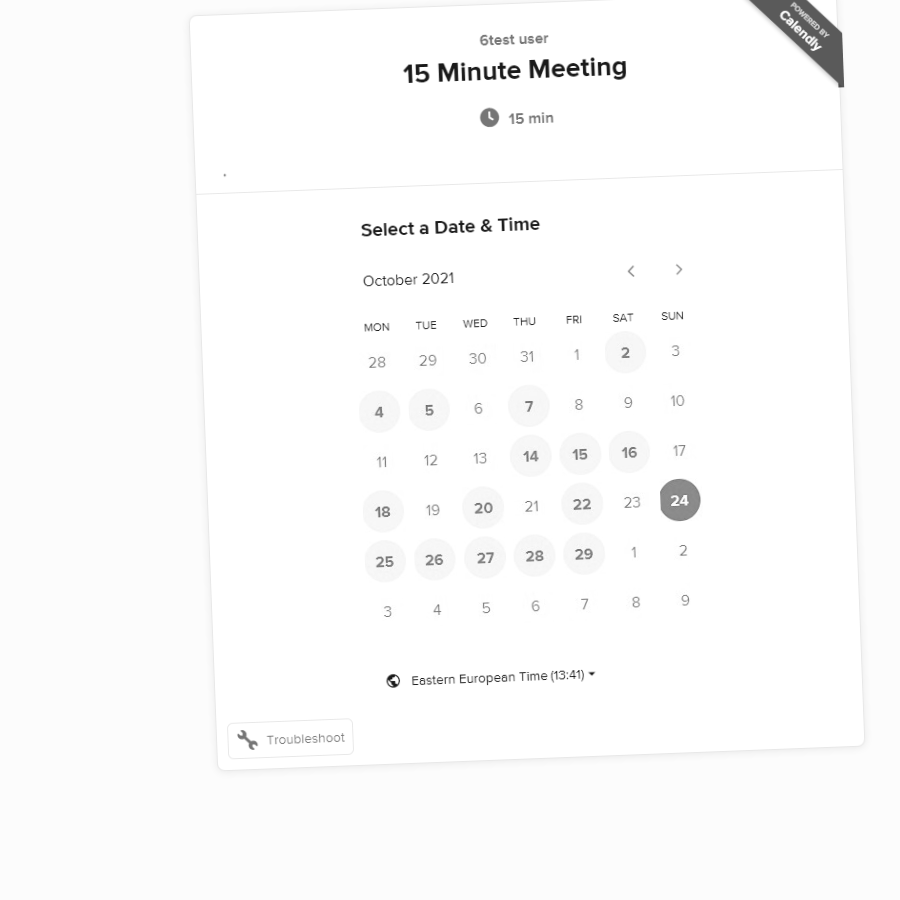 POWERED BY
Calendly
6test user
15 Minute Meeting
15 min
Select a Date & Time
October 2021
MON TUE WED THU FRI SAT SUN
28 29 30 31 1 2 3
4 5 6 7 8 9 10
11 12 13 14 15 16 17
18 19 20 21 22 23 24
25 26 27 28 29 1 2
3 4 5 6 7 8 9
Eastern European Time (13:41)
Troubleshoot